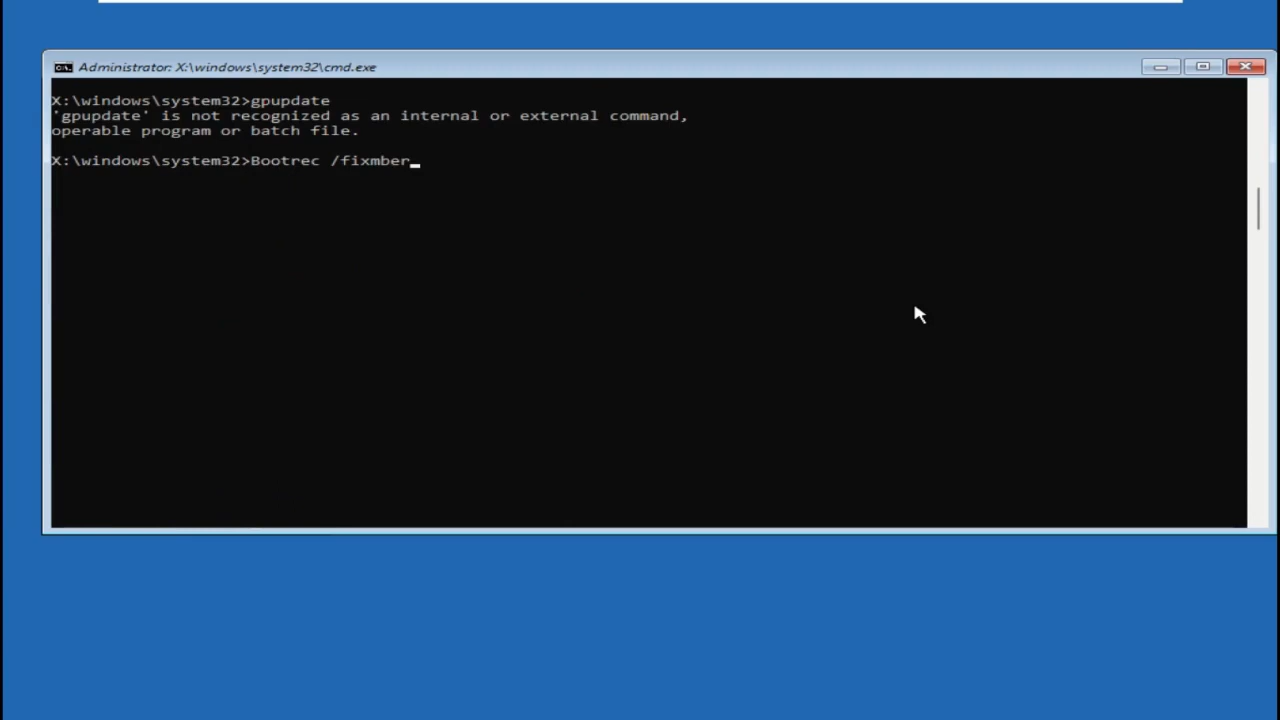 Administrator: X:\windows\system32\cmd.exe
X:\windows\system32>gpupdate
'gpupdate' is not recognized as an internal or external command,
operable program or batch file.
X:\windows\system32>Bootrec /fixmber